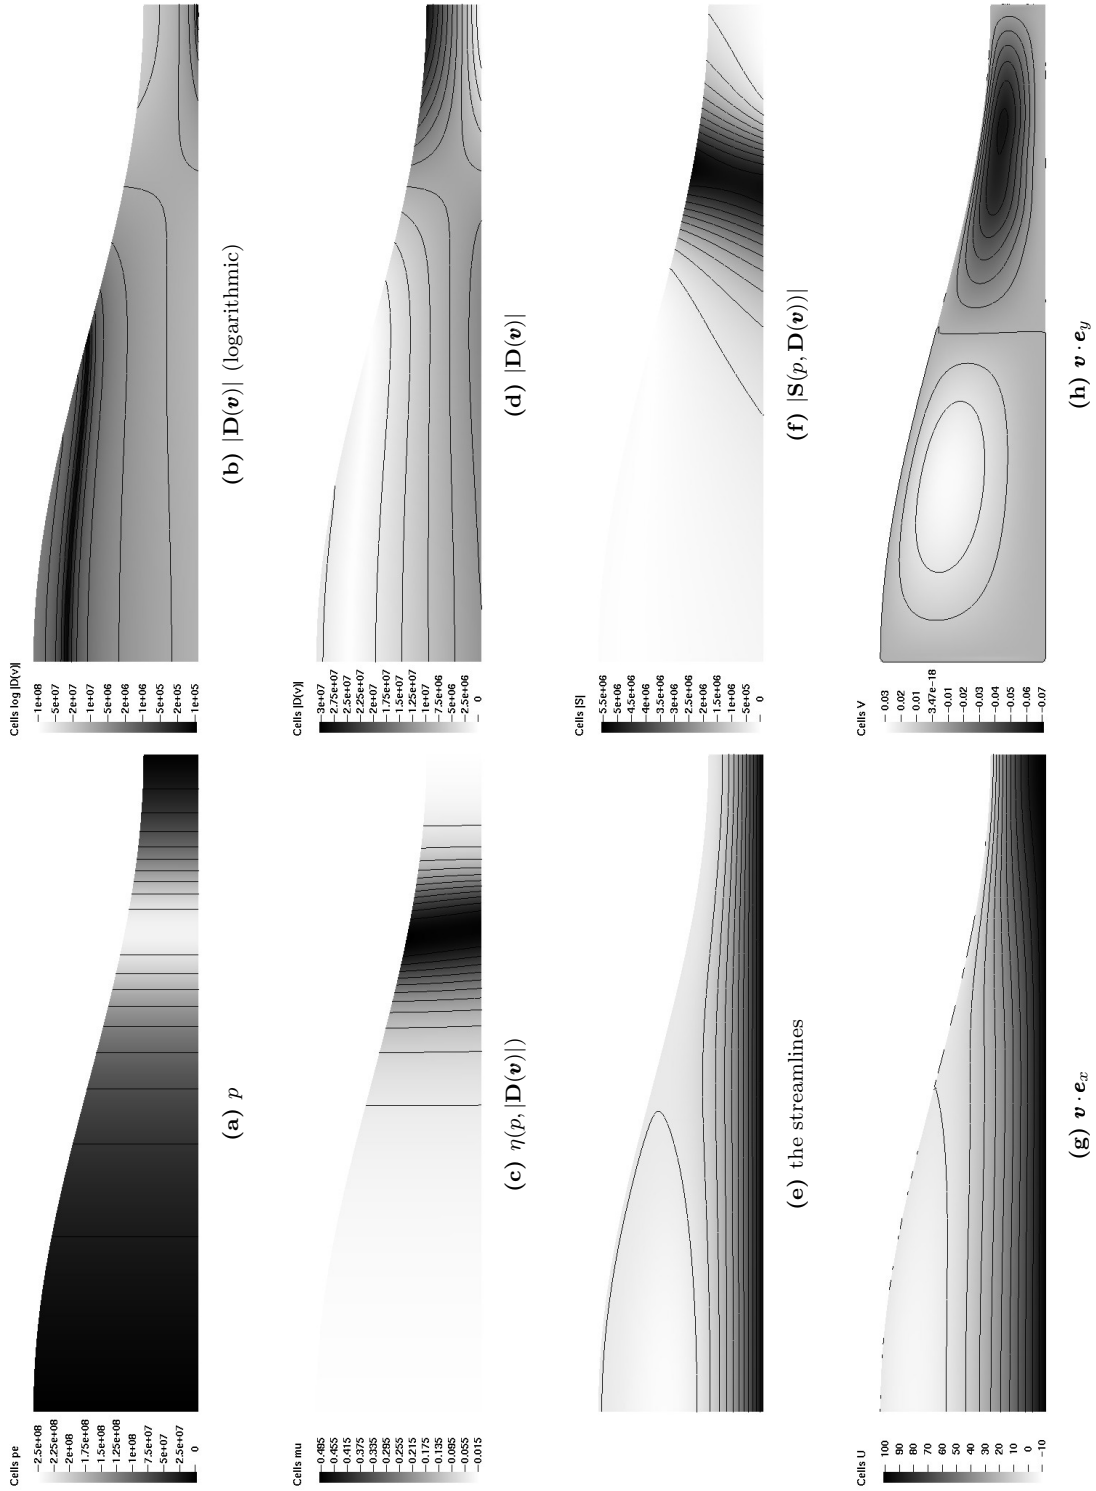 Cells pe
2.5e+08
2.25e+08
2e+08
1.75e+08
1.5e+08
1.25e+08
1e+08
7.5e+07
5e+07
2.5e+07
0
(a) p
Cells log |D(v)|
1e+08
5e+07
2e+07
1e+07
2e+06
1e+06
5e+05
2e+05
1e+05
(b) |D(v)| (logarithmic)
Cells mu
0.495
0.455
0.415
0.375
0.335
0.295
0.255
0.215
0.175
0.135
0.095
0.055
0.015
(c) η(p, |D(v)|)
Cells |D(v)|
3e+07
2.75e+07
2.5e+07
2.25e+07
2e+07
1.75e+07
1.5e+07
1.25e+07
1e+07
7.5e+06
5e+06
2.5e+06
0
(d) |D(v)|
(e) the streamlines
Cells |S|
5.5e+06
5e+06
4.5e+06
4e+06
3.5e+06
3e+06
2.5e+06
2e+06
1.5e+06
1e+06
5e+05
0
(f) |S(p, D(v))|
Cells U
100
90
80
70
60
50
40
30
20
10
0
-10
(g) v · e_x
Cells V
0.03
0.02
0.01
-3.47e-18
-0.01
-0.02
-0.03
-0.04
-0.05
-0.06
-0.07
(h) v · e_y